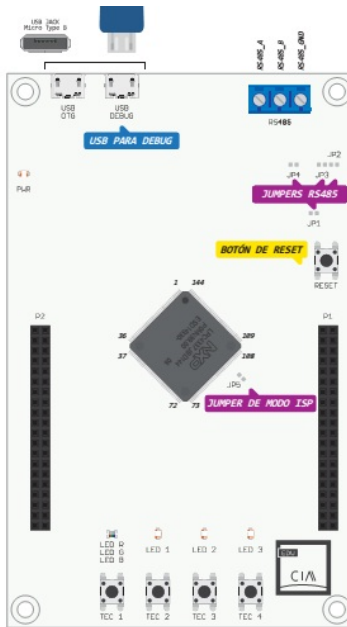 USB JACK
Micro Type B
RS485_A
RS485_B
RS485_GND
USB
OTG
USB
DEBUG
RS485
USB PARA DEBUG
JP2
JP4
JP3
JUMPERS RS485
PWR
JP1
BOTÓN DE RESET
RESET
1
144
P2
P1
36
37
109
108
NXP
JP5
72
73
JUMPER DE MODO ISP
LED R
LED G
LED B
LED 1
LED 2
LED 3
EDU
CIAA
TEC 1
TEC 2
TEC 3
TEC 4